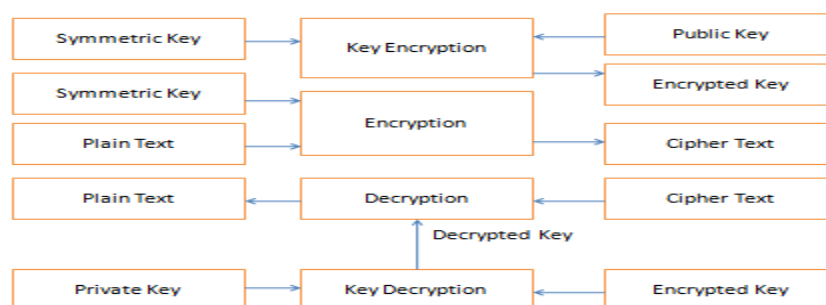 Symmetric Key
Key Encryption
Public Key
Encrypted Key
Symmetric Key
Encryption
Plain Text
Cipher Text
Plain Text
Decryption
Cipher Text
Decrypted Key
Private Key
Key Decryption
Encrypted Key